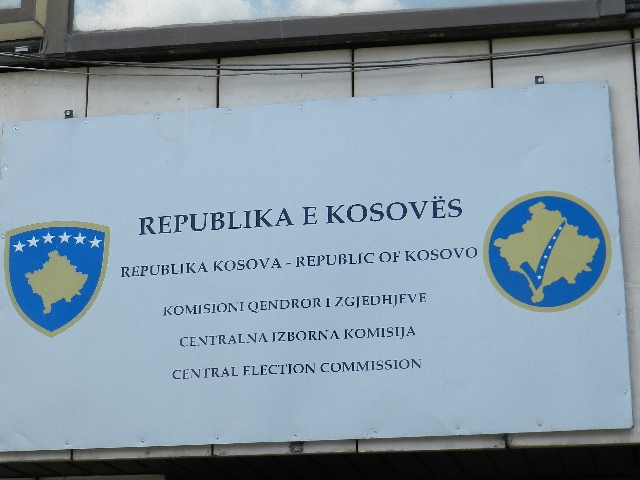 REPUBLIKA E KOSOVËS
REPUBLIKA KOSOVA - REPUBLIC OF KOSOVO
KOMISIONI QENDROR I ZGJEDHJEVE
CENTRALNA IZBORNA KOMISIJA
CENTRAL ELECTION COMMISSION